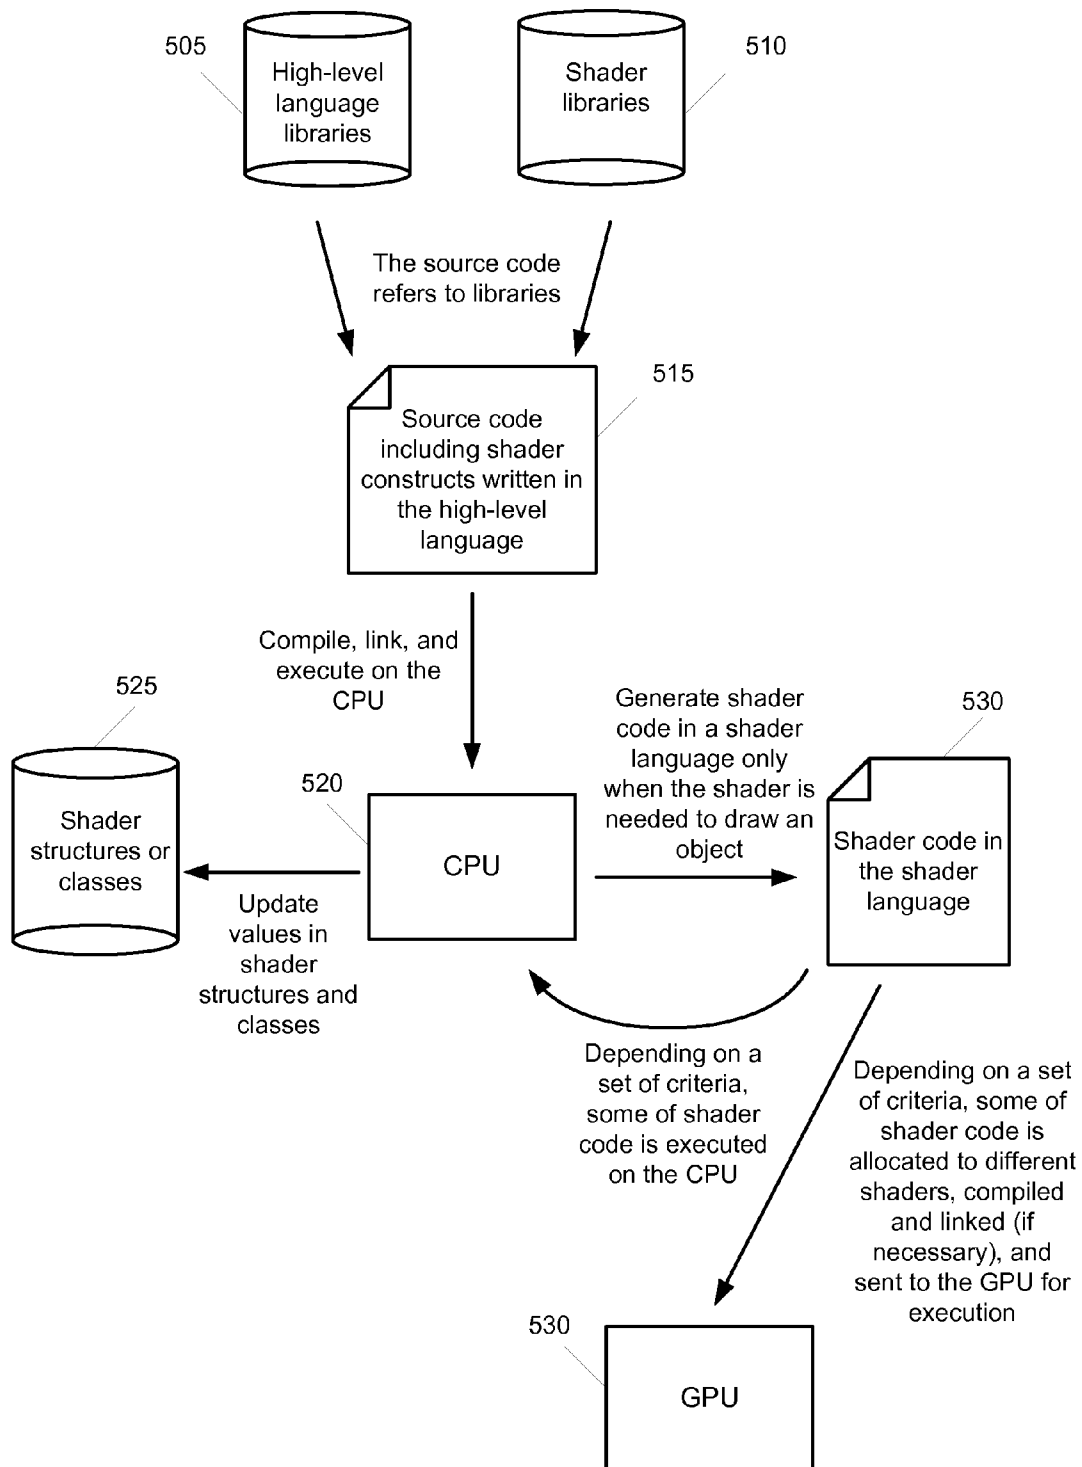 505
High-level
language
libraries
Shader
libraries
510
The source code
refers to libraries
515
Source code
including shader
constructs written in
the high-level
language
Compile, link, and
execute on the
CPU
525
Shader
structures or
classes
520
CPU
Update
values in
shader
structures and
classes
Generate shader
code in a shader
language only
when the shader is
needed to draw an
object
530
Shader code in
the shader
language
Depending on a
set of criteria,
some of shader
code is executed
on the CPU
Depending on a set
of criteria, some of
shader code is
allocated to different
shaders, compiled
and linked (if
necessary), and
sent to the GPU for
execution
530
GPU